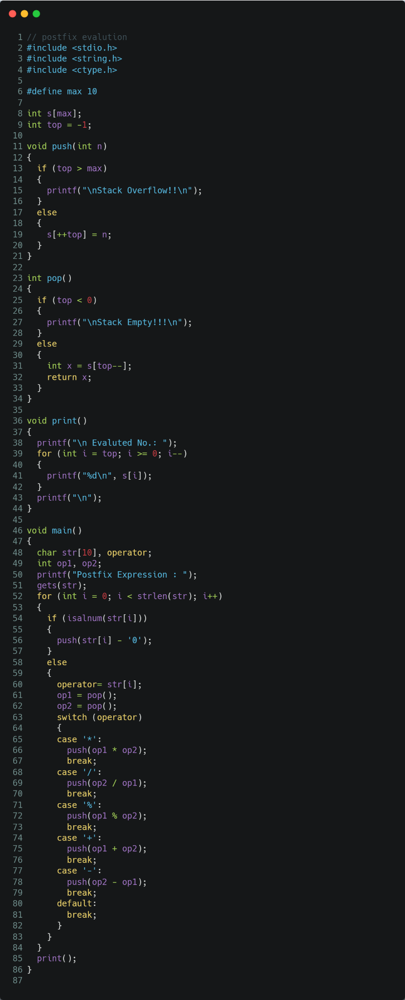 1 // postfix evalution
2 #include <stdio.h>
3 #include <string.h>
4 #include <ctype.h>
5
6 #define max 10
7
8 int s[max];
9 int top = -1;
10
11 void push(int n)
12 {
13   if (top > max)
14   {
15     printf("\nStack Overflow!!\n");
16   }
17   else
18   {
19     s[++top] = n;
20   }
21 }
22
23 int pop()
24 {
25   if (top < 0)
26   {
27     printf("\nStack Empty!!!\n");
28   }
29   else
30   {
31     int x = s[top--];
32     return x;
33   }
34 }
35
36 void print()
37 {
38   printf("\n Evaluted No.: ");
39   for (int i = top; i >= 0; i--)
40   {
41     printf("%d\n", s[i]);
42   }
43   printf("\n");
44 }
45
46 void main()
47 {
48   char str[10], operator;
49   int op1, op2;
50   printf("Postfix Expression : ");
51   gets(str);
52   for (int i = 0; i < strlen(str); i++)
53   {
54     if (isalnum(str[i]))
55     {
56       push(str[i] - '0');
57     }
58     else
59     {
60       operator= str[i];
61       op1 = pop();
62       op2 = pop();
63       switch (operator)
64       {
65       case '*':
66         push(op1 * op2);
67         break;
68       case '/':
69         push(op2 / op1);
70         break;
71       case '%':
72         push(op1 % op2);
73         break;
74       case '+':
75         push(op1 + op2);
76         break;
77       case '-':
78         push(op2 - op1);
79         break;
80       default:
81         break;
82       }
83     }
84   }
85   print();
86 }
87